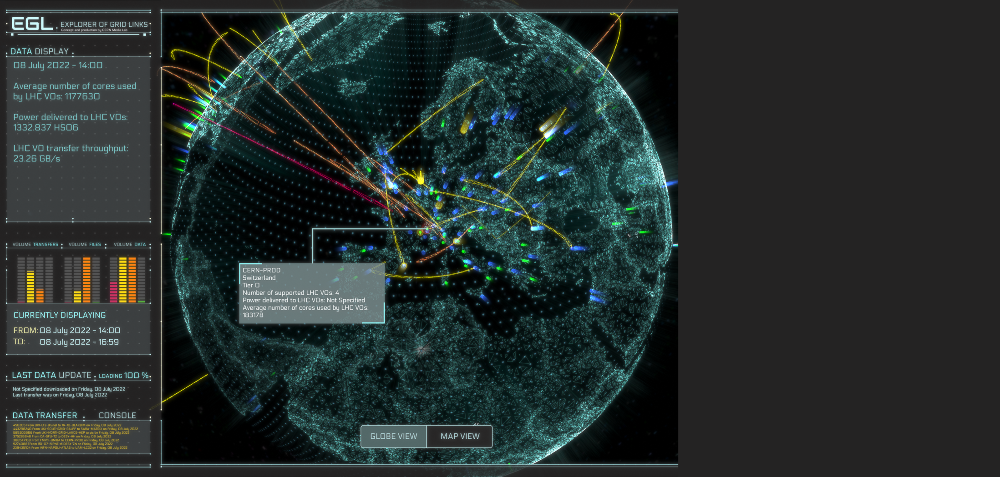 EGL. EXPLORER OF GRID LINKS
Concept and production by CERN Media Lab
DATA DISPLAY
08 July 2022 - 14:00
Average number of cores used
by LHC VOs: 1177630
Power delivered to LHC VOs:
1332.837 HS06
LHC VO transfer throughput:
23.26 GB/s
VOLUME TRANSFERS VOLUME FILES VOLUME DATA
CURRENTLY DISPLAYING
FROM: 08 July 2022 - 14:00
TO: 08 July 2022 - 16:59
LAST DATA UPDATE LOADING 100 %
Not Specified downloaded on Friday, 08 July 2022
Last transfer was on Friday, 08 July 2022
DATA TRANSFER CONSOLE
456205 From UKI-LT2-Brunel to TR-10-ULAKBIM on Friday, 08 July 2022
443298240 From UKI-SOUTHGRID-RALPP to SARA-MATRIX on Friday, 08 July 2022
588203966 From UKI-NORTHGRID-LANCS-HEP to pic on Friday, 08 July 2022
375226848 From CA-SFU-T2 to DESY-HH on Friday, 08 July 2022
388547168 From FMPhI-UNIBA to CERN-PROD on Friday, 08 July 2022
52740881 From RO-07-NIPNE to DESY-ZN on Friday, 08 July 2022
239435104 From INFN-NAPOLI-ATLAS to UAM-LCG2 on Friday, 08 July 2022
CERN-PROD
Switzerland
Tier 0
Number of supported LHC VOs: 4
Power delivered to LHC VOs: Not Specified
Average number of cores used by LHC VOs:
183178
GLOBE VIEW MAP VIEW